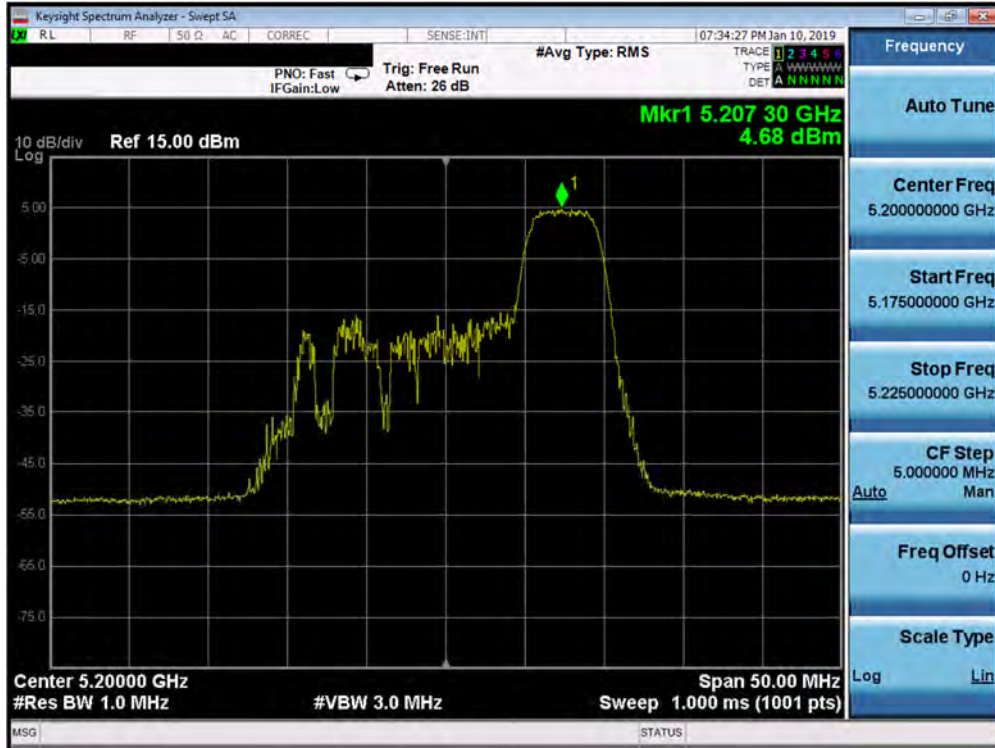 Keysight Spectrum Analyzer - Swept SA
LXI RL RF 50 Ω AC CORREC SENSE:INT 07:34:27 PM Jan 10, 2019
#Avg Type: RMS TRACE 1 2 3 4 5 6
PNO: Fast Trig: Free Run TYPE A WWWWW
IFGain:Low Atten: 26 dB DET A N N N N N
Mkr1 5.207 30 GHz
4.68 dBm
10 dB/div Ref 15.00 dBm
Log
1
5.00
-5.00
-15.0
-25.0
-35.0
-45.0
-55.0
-65.0
-75.0
Center 5.20000 GHz Span 50.00 MHz
#Res BW 1.0 MHz #VBW 3.0 MHz Sweep 1.000 ms (1001 pts)
MSG STATUS
Frequency
Auto Tune
Center Freq
5.200000000 GHz
Start Freq
5.175000000 GHz
Stop Freq
5.225000000 GHz
CF Step
5.000000 MHz
Auto Man
Freq Offset
0 Hz
Scale Type
Log Lin